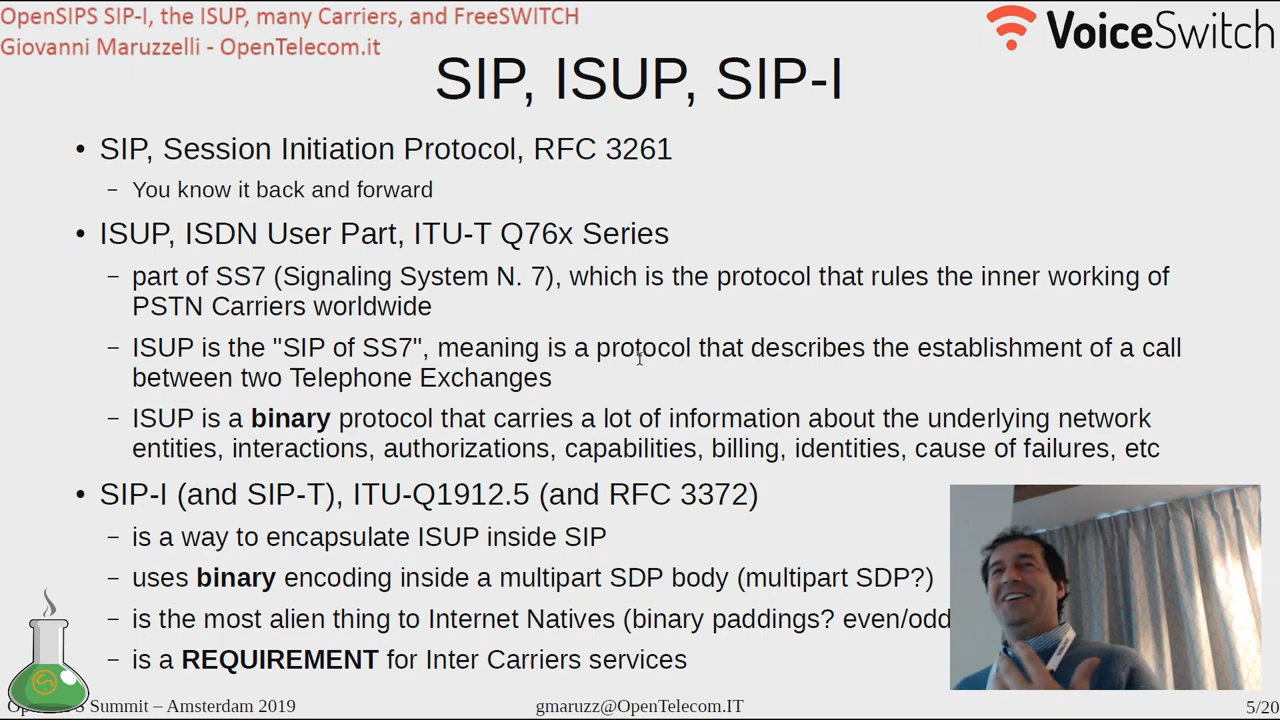 OpenSIPS SIP-I, the ISUP, many Carriers, and FreeSWITCH
Giovanni Maruzzelli - OpenTelecom.it
VoiceSwitch
SIP, ISUP, SIP-I
• SIP, Session Initiation Protocol, RFC 3261
– You know it back and forward
• ISUP, ISDN User Part, ITU-T Q76x Series
– part of SS7 (Signaling System N. 7), which is the protocol that rules the inner working of
PSTN Carriers worldwide
– ISUP is the "SIP of SS7", meaning is a protocol that describes the establishment of a call
between two Telephone Exchanges
– ISUP is a binary protocol that carries a lot of information about the underlying network
entities, interactions, authorizations, capabilities, billing, identities, cause of failures, etc
• SIP-I (and SIP-T), ITU-Q1912.5 (and RFC 3372)
– is a way to encapsulate ISUP inside SIP
– uses binary encoding inside a multipart SDP body (multipart SDP?)
– is the most alien thing to Internet Natives (binary paddings? even/odd
– is a REQUIREMENT for Inter Carriers services
Summit – Amsterdam 2019
gmaruzz@OpenTelecom.IT
5/20